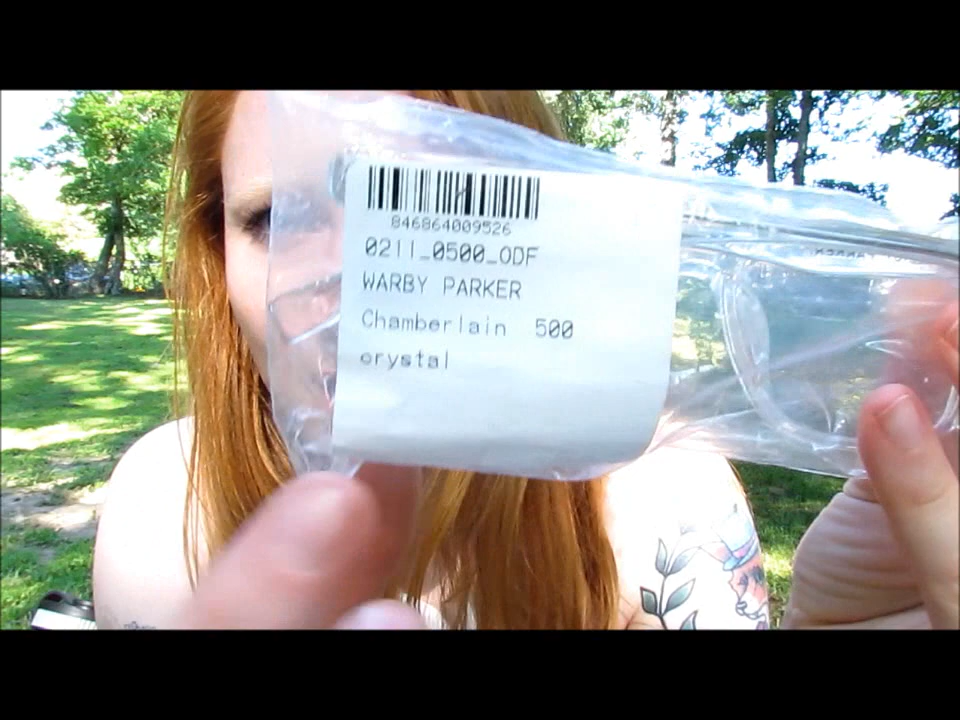 846864009526
0211_0500_ODF
WARBY PARKER
Chamberlain 500
crystal